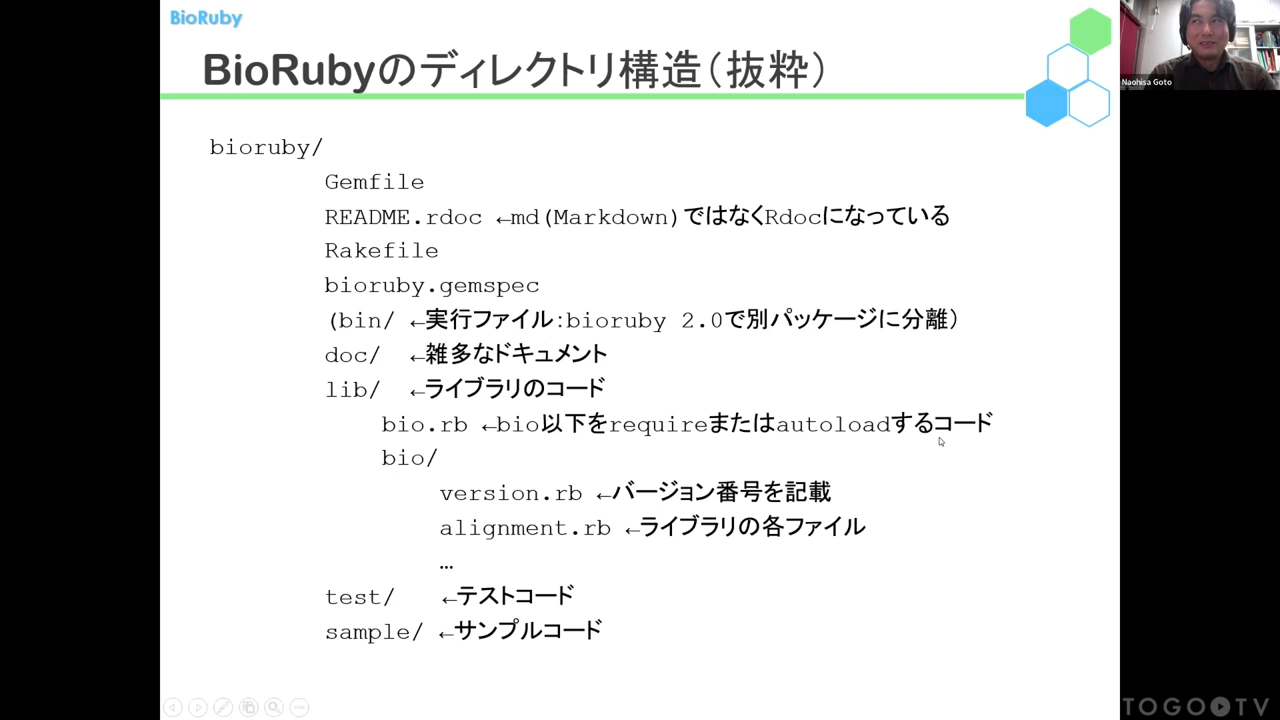 BioRuby
BioRubyのディレクトリ構造(抜粋)
Naohisa Goto
bioruby/
Gemfile
README.rdoc ←md(Markdown)ではなくRdocになっている
Rakefile
bioruby.gemspec
(bin/ ←実行ファイル:bioruby 2.0で別パッケージに分離)
doc/ ←雑多なドキュメント
lib/ ←ライブラリのコード
bio.rb ←bio以下をrequireまたはautoloadするコード
bio/
version.rb ←バージョン番号を記載
alignment.rb ←ライブラリの各ファイル
…
test/ ←テストコード
sample/ ←サンプルコード
TOGO TV